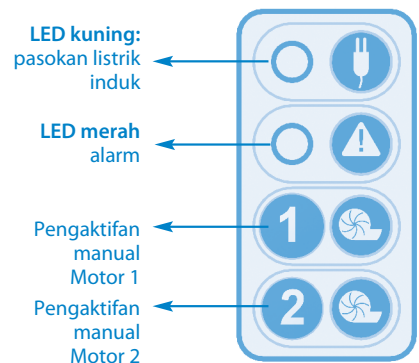 LED kuning:
pasokan listrik
induk
LED merah
alarm
1
Pengaktifan
manual
Motor 1
2
Pengaktifan
manual
Motor 2